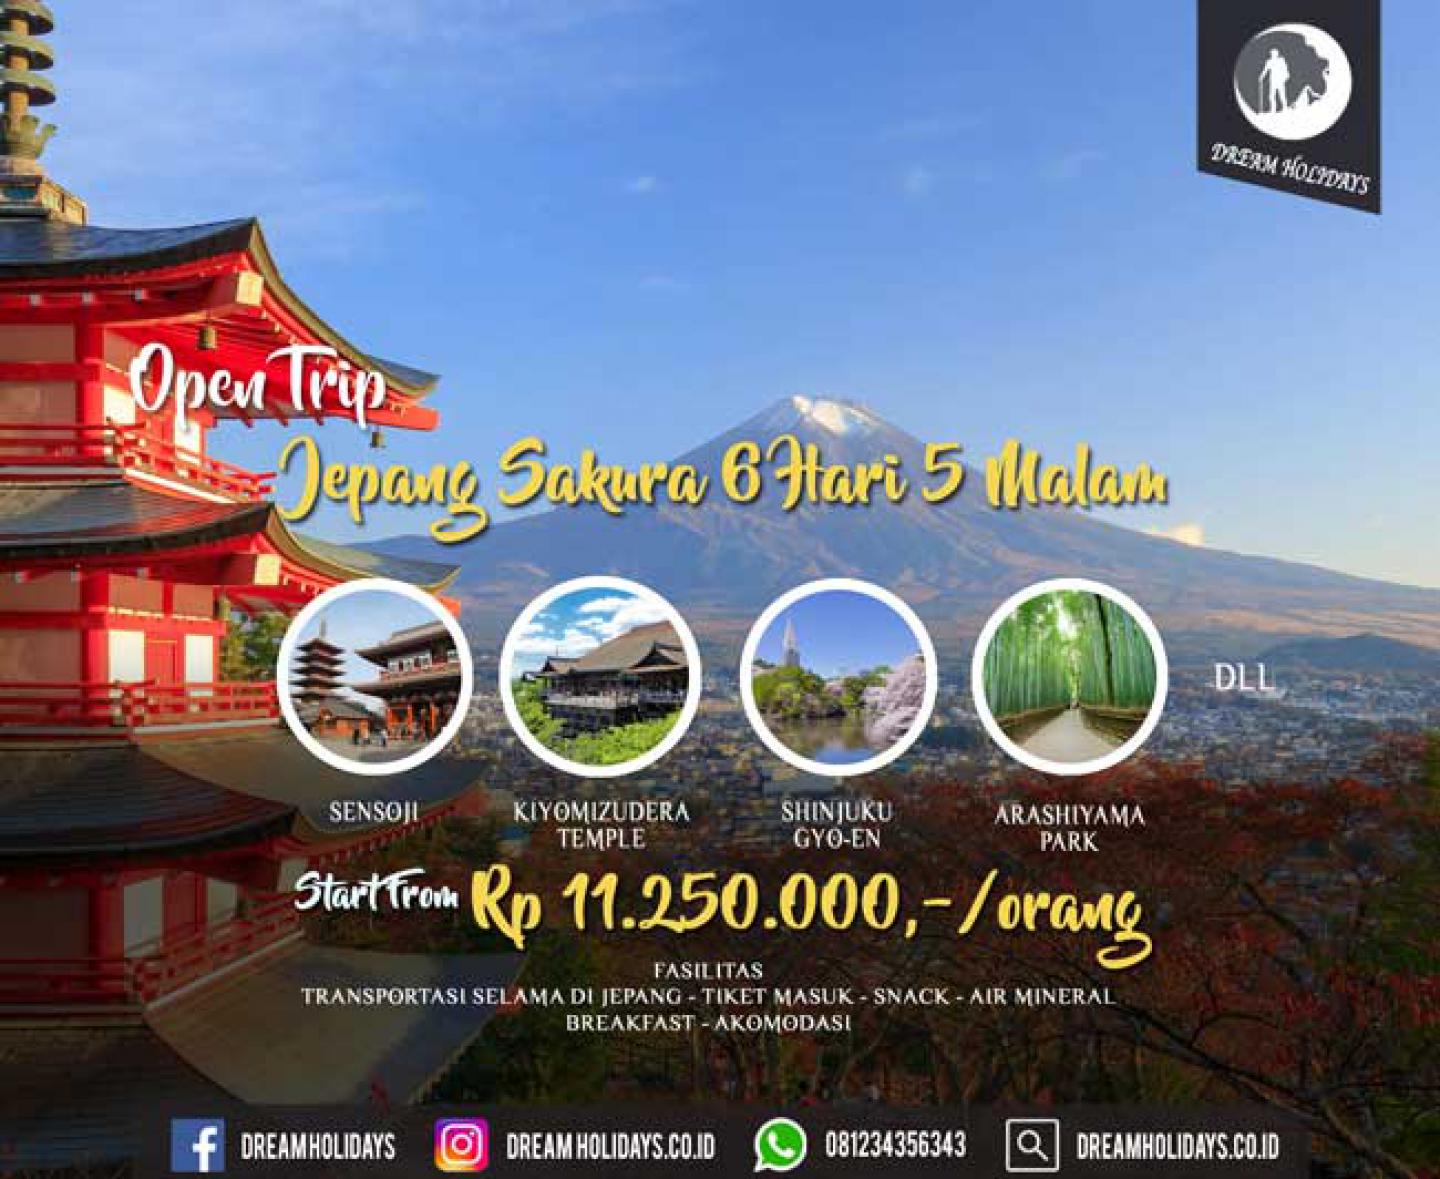 DREAM HOLIDAYS
Open Trip
Jepang Sakura 6 Hari 5 Malam
DLL
SENSOJI
KIYOMIZUDERA
TEMPLE
SHINJUKU
GYO-EN
ARASHIYAMA
PARK
Start From Rp 11.250.000,-/orang
FASILITAS
TRANSPORTASI SELAMA DI JEPANG - TIKET MASUK - SNACK - AIR MINERAL
BREAKFAST - AKOMODASI
DREAMHOLIDAYS DREAM HOLIDAYS.CO.ID 081234356343 DREAMHOLIDAYS.CO.ID